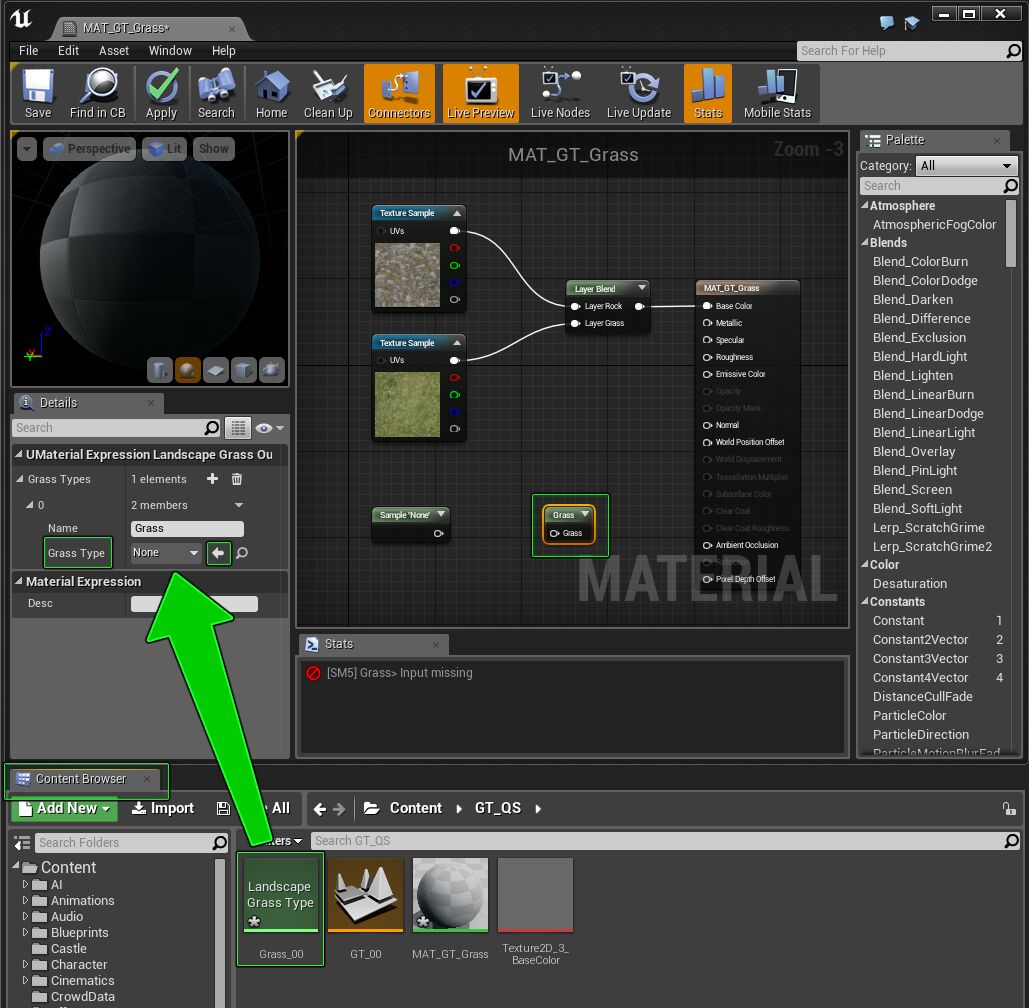 MAT_GT_Grass*
File Edit Asset Window Help
Search For Help
Save Find in CB Apply Search Home Clean Up Connectors Live Preview Live Nodes Live Update Stats Mobile Stats
Perspective Lit Show
MAT_GT_Grass
Zoom -3
Texture Sample
UVs
Texture Sample
UVs
Layer Blend
Layer Rock
Layer Grass
MAT_GT_Grass
Base Color
Metallic
Specular
Roughness
Emissive Color
Opacity
Opacity Mask
Normal
World Position Offset
World Displacement
Tessellation Multiplier
Subsurface Color
Clear Coat
Clear Coat Roughness
Ambient Occlusion
Refraction
Pixel Depth Offset
Sample 'None'
Grass
Grass
MATERIAL
Z
Details
Search
UMaterial Expression Landscape Grass Ou
Grass Types 1 elements
0 2 members
Name Grass
Grass Type None
Material Expression
Desc
Stats
[SM5] Grass> Input missing
Palette
Category: All
Search
Atmosphere
AtmosphericFogColor
Blends
Blend_ColorBurn
Blend_ColorDodge
Blend_Darken
Blend_Difference
Blend_Exclusion
Blend_HardLight
Blend_Lighten
Blend_LinearBurn
Blend_LinearDodge
Blend_LinearLight
Blend_Overlay
Blend_PinLight
Blend_Screen
Blend_SoftLight
Lerp_ScratchGrime
Lerp_ScratchGrime2
Color
Desaturation
Constants
Constant 1
Constant2Vector 2
Constant3Vector 3
Constant4Vector 4
DistanceCullFade
ParticleColor
ParticleDirection
ParticleMotionBlurFad
Content Browser
Add New Import All Content GT_QS
Search Folders
ters Search GT_QS
Content
AI
Animations
Audio
Blueprints
Castle
Character
Cinematics
CrowdData
Landscape
Grass Type
Grass_00
GT_00
MAT_GT_Grass
Texture2D_3_
BaseColor